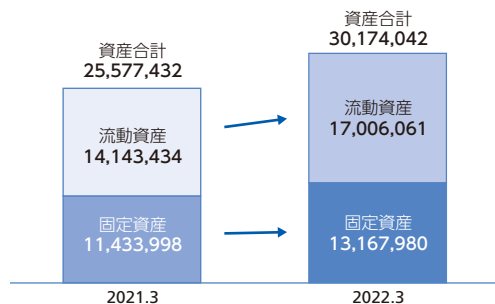 資産合計
25,577,432
流動資産
14,143,434
固定資産
11,433,998
2021.3
資産合計
30,174,042
流動資産
17,006,061
固定資産
13,167,980
2022.3